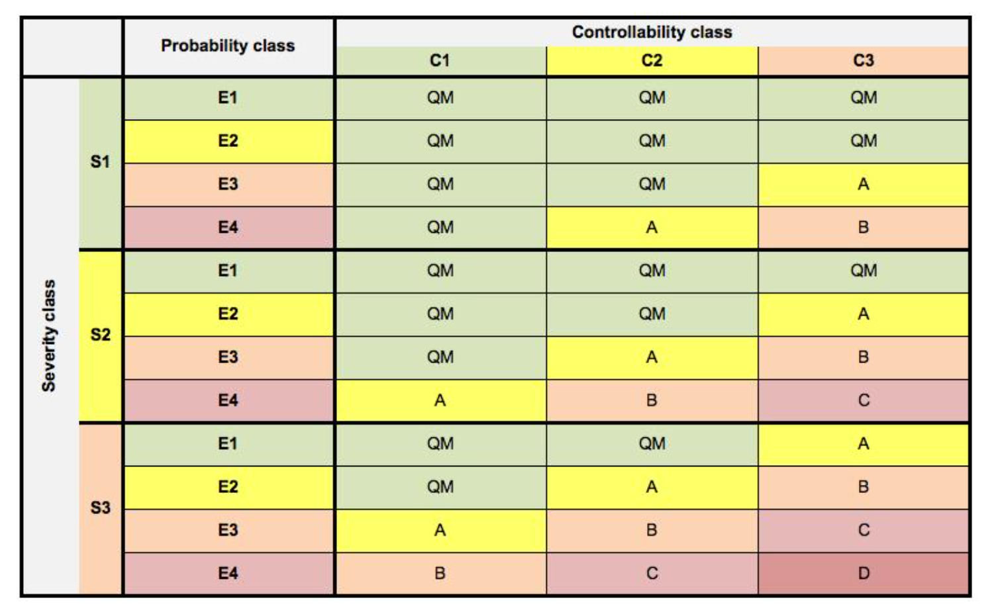 Probability class Controllability class
C1 C2 C3
Severity class
S1
E1 QM QM QM
E2 QM QM QM
E3 QM QM A
E4 QM A B
S2
E1 QM QM QM
E2 QM QM A
E3 QM A B
E4 A B C
S3
E1 QM QM A
E2 QM A B
E3 A B C
E4 B C D